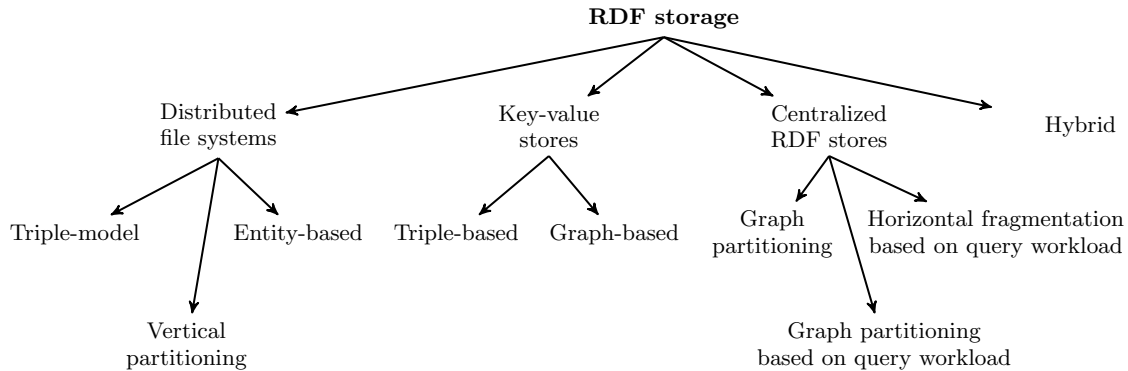 RDF storage
Distributed
file systems
Key-value
stores
Centralized
RDF stores
Hybrid
Triple-model
Entity-based
Triple-based
Graph-based
Graph
partitioning
Horizontal fragmentation
based on query workload
Vertical
partitioning
Graph partitioning
based on query workload